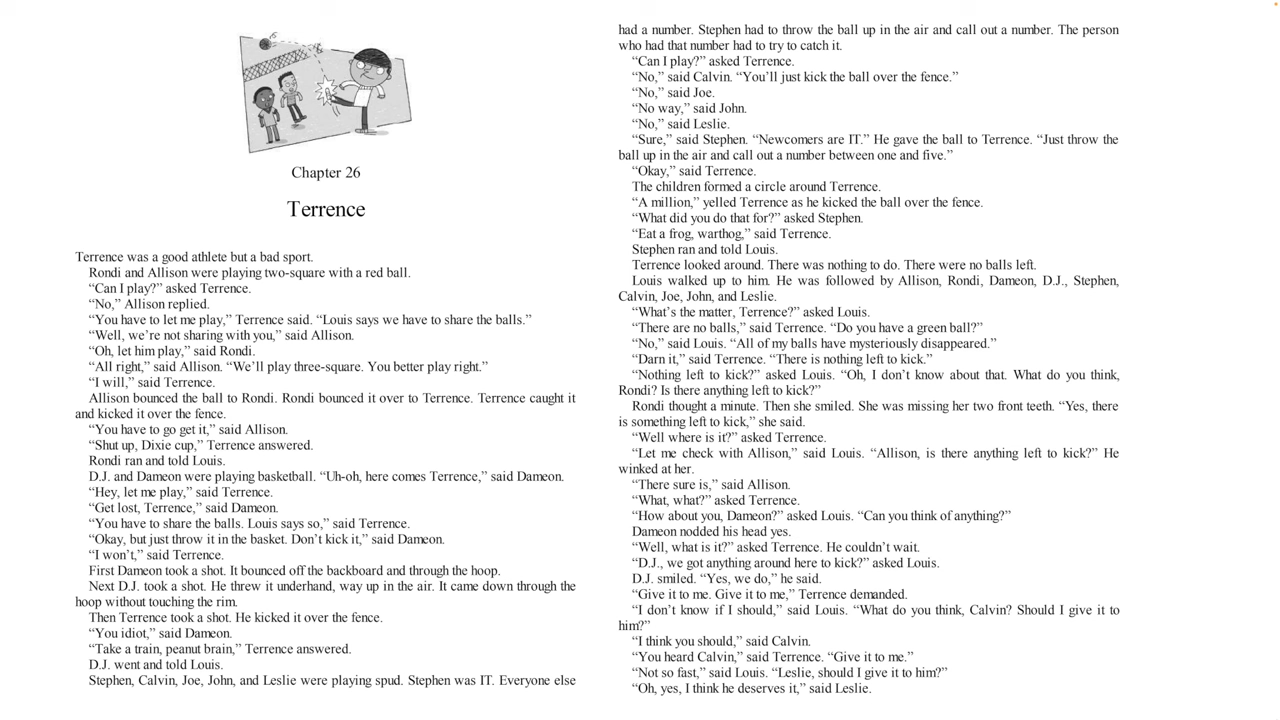 Chapter 26
Terrence
Terrence was a good athlete but a bad sport.
Rondi and Allison were playing two-square with a red ball.
“Can I play?” asked Terrence.
“No,” Allison replied.
“You have to let me play,” Terrence said. “Louis says we have to share the balls.”
“Well, we’re not sharing with you,” said Allison.
“Oh, let him play,” said Rondi.
“All right,” said Allison. “We’ll play three-square. You better play right.”
“I will,” said Terrence.
Allison bounced the ball to Rondi. Rondi bounced it over to Terrence. Terrence caught it
and kicked it over the fence.
“You have to go get it,” said Allison.
“Shut up, Dixie cup,” Terrence answered.
Rondi ran and told Louis.
D.J. and Dameon were playing basketball. “Uh-oh, here comes Terrence,” said Dameon.
“Hey, let me play,” said Terrence.
“Get lost, Terrence,” said Dameon.
“You have to share the balls. Louis says so,” said Terrence.
“Okay, but just throw it in the basket. Don’t kick it,” said Dameon.
“I won’t,” said Terrence.
First Dameon took a shot. It bounced off the backboard and through the hoop.
Next D.J. took a shot. He threw it underhand, way up in the air. It came down through the
hoop without touching the rim.
Then Terrence took a shot. He kicked it over the fence.
“You idiot,” said Dameon.
“Take a train, peanut brain,” Terrence answered.
D.J. went and told Louis.
Stephen, Calvin, Joe, John, and Leslie were playing spud. Stephen was IT. Everyone else
had a number. Stephen had to throw the ball up in the air and call out a number. The person
who had that number had to try to catch it.
“Can I play?” asked Terrence.
“No,” said Calvin. “You’ll just kick the ball over the fence.”
“No,” said Joe.
“No way,” said John.
“No,” said Leslie.
“Sure,” said Stephen. “Newcomers are IT.” He gave the ball to Terrence. “Just throw the
ball up in the air and call out a number between one and five.”
“Okay,” said Terrence.
The children formed a circle around Terrence.
“A million,” yelled Terrence as he kicked the ball over the fence.
“What did you do that for?” asked Stephen.
“Eat a frog, warthog,” said Terrence.
Stephen ran and told Louis.
Terrence looked around. There was nothing to do. There were no balls left.
Louis walked up to him. He was followed by Allison, Rondi, Dameon, D.J., Stephen,
Calvin, Joe, John, and Leslie.
“What’s the matter, Terrence?” asked Louis.
“There are no balls,” said Terrence. “Do you have a green ball?”
“No,” said Louis. “All of my balls have mysteriously disappeared.”
“Darn it,” said Terrence. “There is nothing left to kick.”
“Nothing left to kick?” asked Louis. “Oh, I don’t know about that. What do you think,
Rondi? Is there anything left to kick?”
Rondi thought a minute. Then she smiled. She was missing her two front teeth. “Yes, there
is something left to kick,” she said.
“Well where is it?” asked Terrence.
“Let me check with Allison,” said Louis. “Allison, is there anything left to kick?” He
winked at her.
“There sure is,” said Allison.
“What, what?” asked Terrence.
“How about you, Dameon?” asked Louis. “Can you think of anything?”
Dameon nodded his head yes.
“Well, what is it?” asked Terrence. He couldn’t wait.
“D.J., we got anything around here to kick?” asked Louis.
D.J. smiled. “Yes, we do,” he said.
“Give it to me. Give it to me,” Terrence demanded.
“I don’t know if I should,” said Louis. “What do you think, Calvin? Should I give it to
him?”
“I think you should,” said Calvin.
“You heard Calvin,” said Terrence. “Give it to me.”
“Not so fast,” said Louis. “Leslie, should I give it to him?”
“Oh, yes, I think he deserves it,” said Leslie.